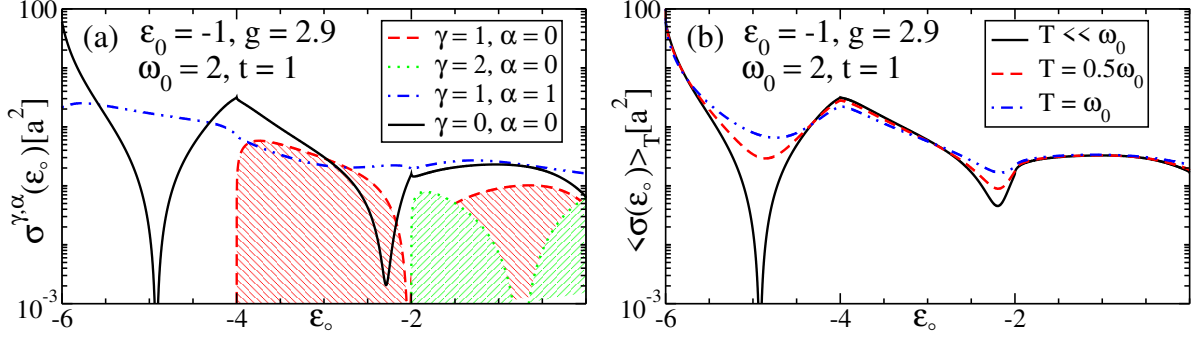 100
(a)
ε₀ = -1, g = 2.9
ω₀ = 2, t = 1
γ = 1, α = 0
γ = 2, α = 0
γ = 1, α = 1
γ = 0, α = 0
σ^γ,α(ε∘) [a²]
10⁻³
-6
-4
-2
ε∘
100
(b)
ε₀ = -1, g = 2.9
ω₀ = 2, t = 1
T << ω₀
T = 0.5ω₀
T = ω₀
<σ(ε∘)>_T[a²]
10⁻³
-6
-4
-2
ε∘